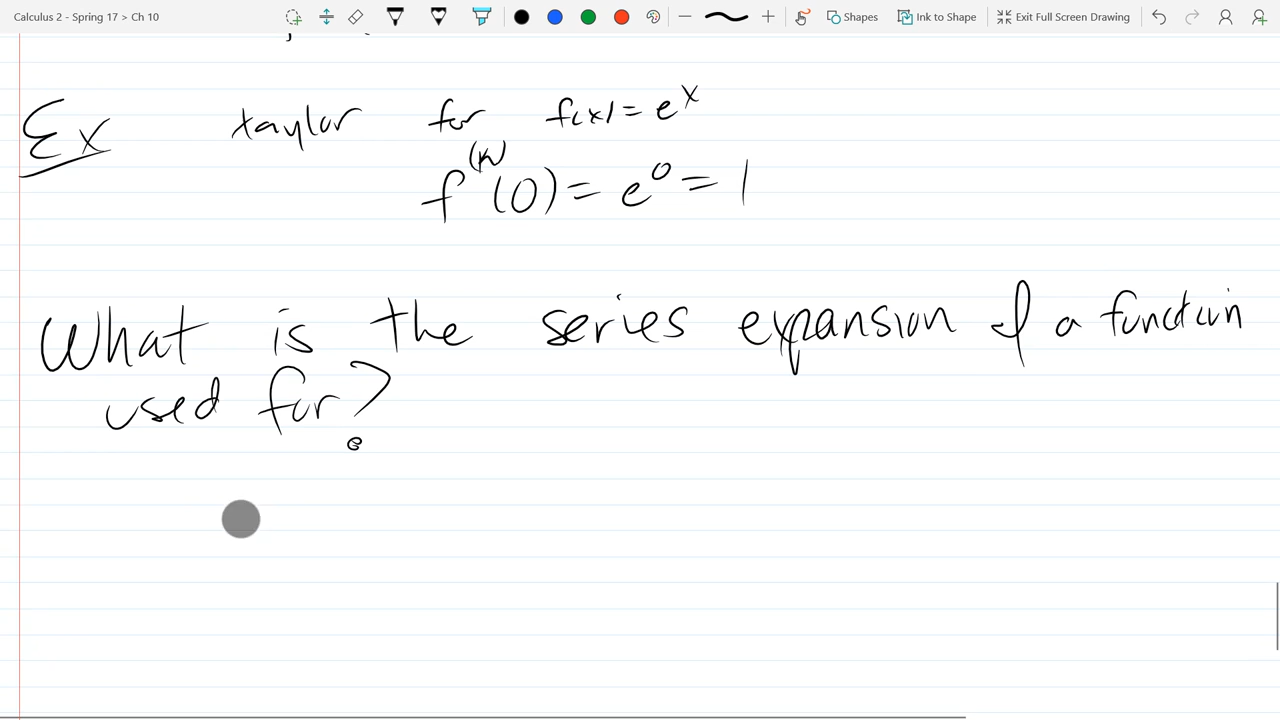 Calculus 2 - Spring 17 > Ch 10
Shapes
Ink to Shape
Exit Full Screen Drawing
Ex taylor for f(x) = e^x
f^(k)(0) = e^0 = 1
What is the series expansion of a function
used for?